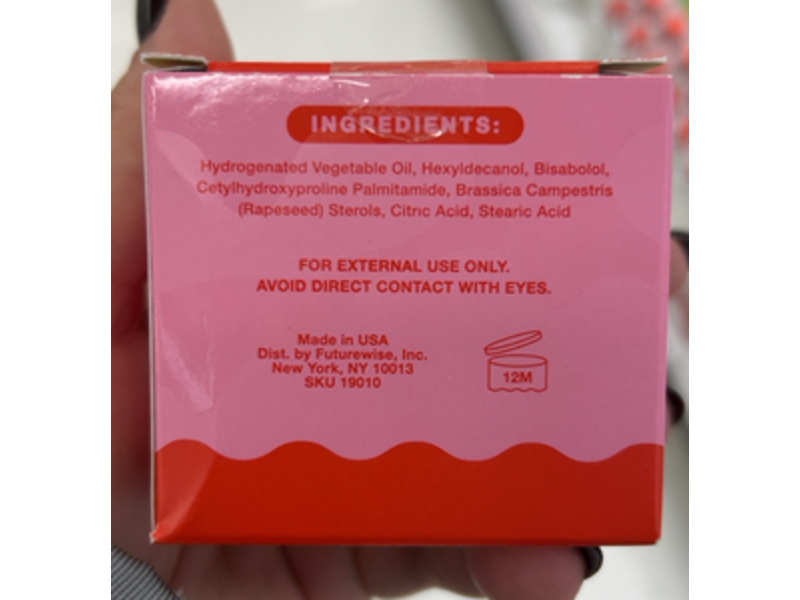 INGREDIENTS:
Hydrogenated Vegetable Oil, Hexyldecanol, Bisabolol,
Cetylhydroxyproline Palmitamide, Brassica Campestris
(Rapeseed) Sterols, Citric Acid, Stearic Acid
FOR EXTERNAL USE ONLY.
AVOID DIRECT CONTACT WITH EYES.
Made in USA
Dist. by Futurewise, Inc.
New York, NY 10013
SKU 19010
12M